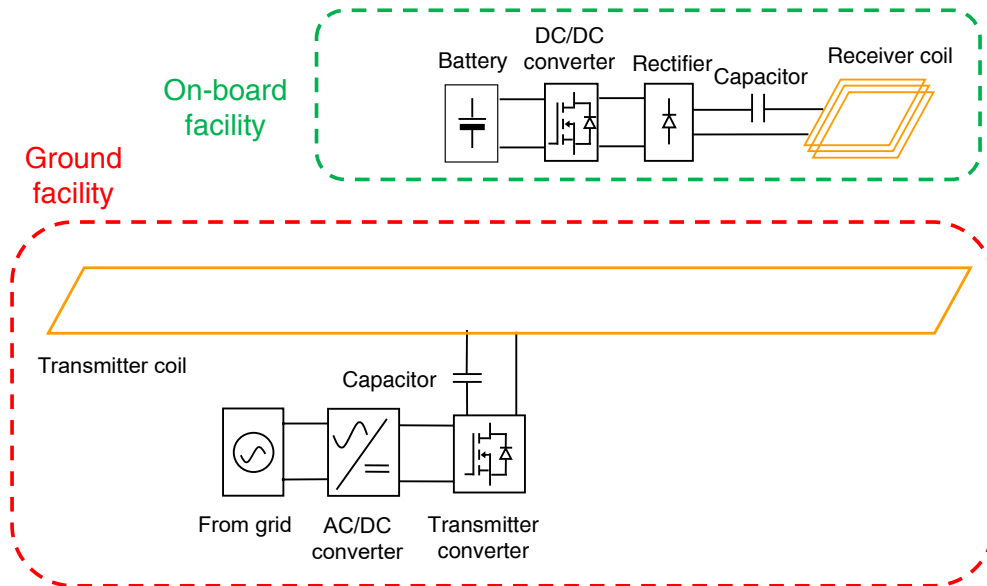 On-board
facility
Battery
DC/DC
converter
Rectifier
Capacitor
Receiver coil
Ground
facility
Transmitter coil
Capacitor
From grid
AC/DC
converter
Transmitter
converter